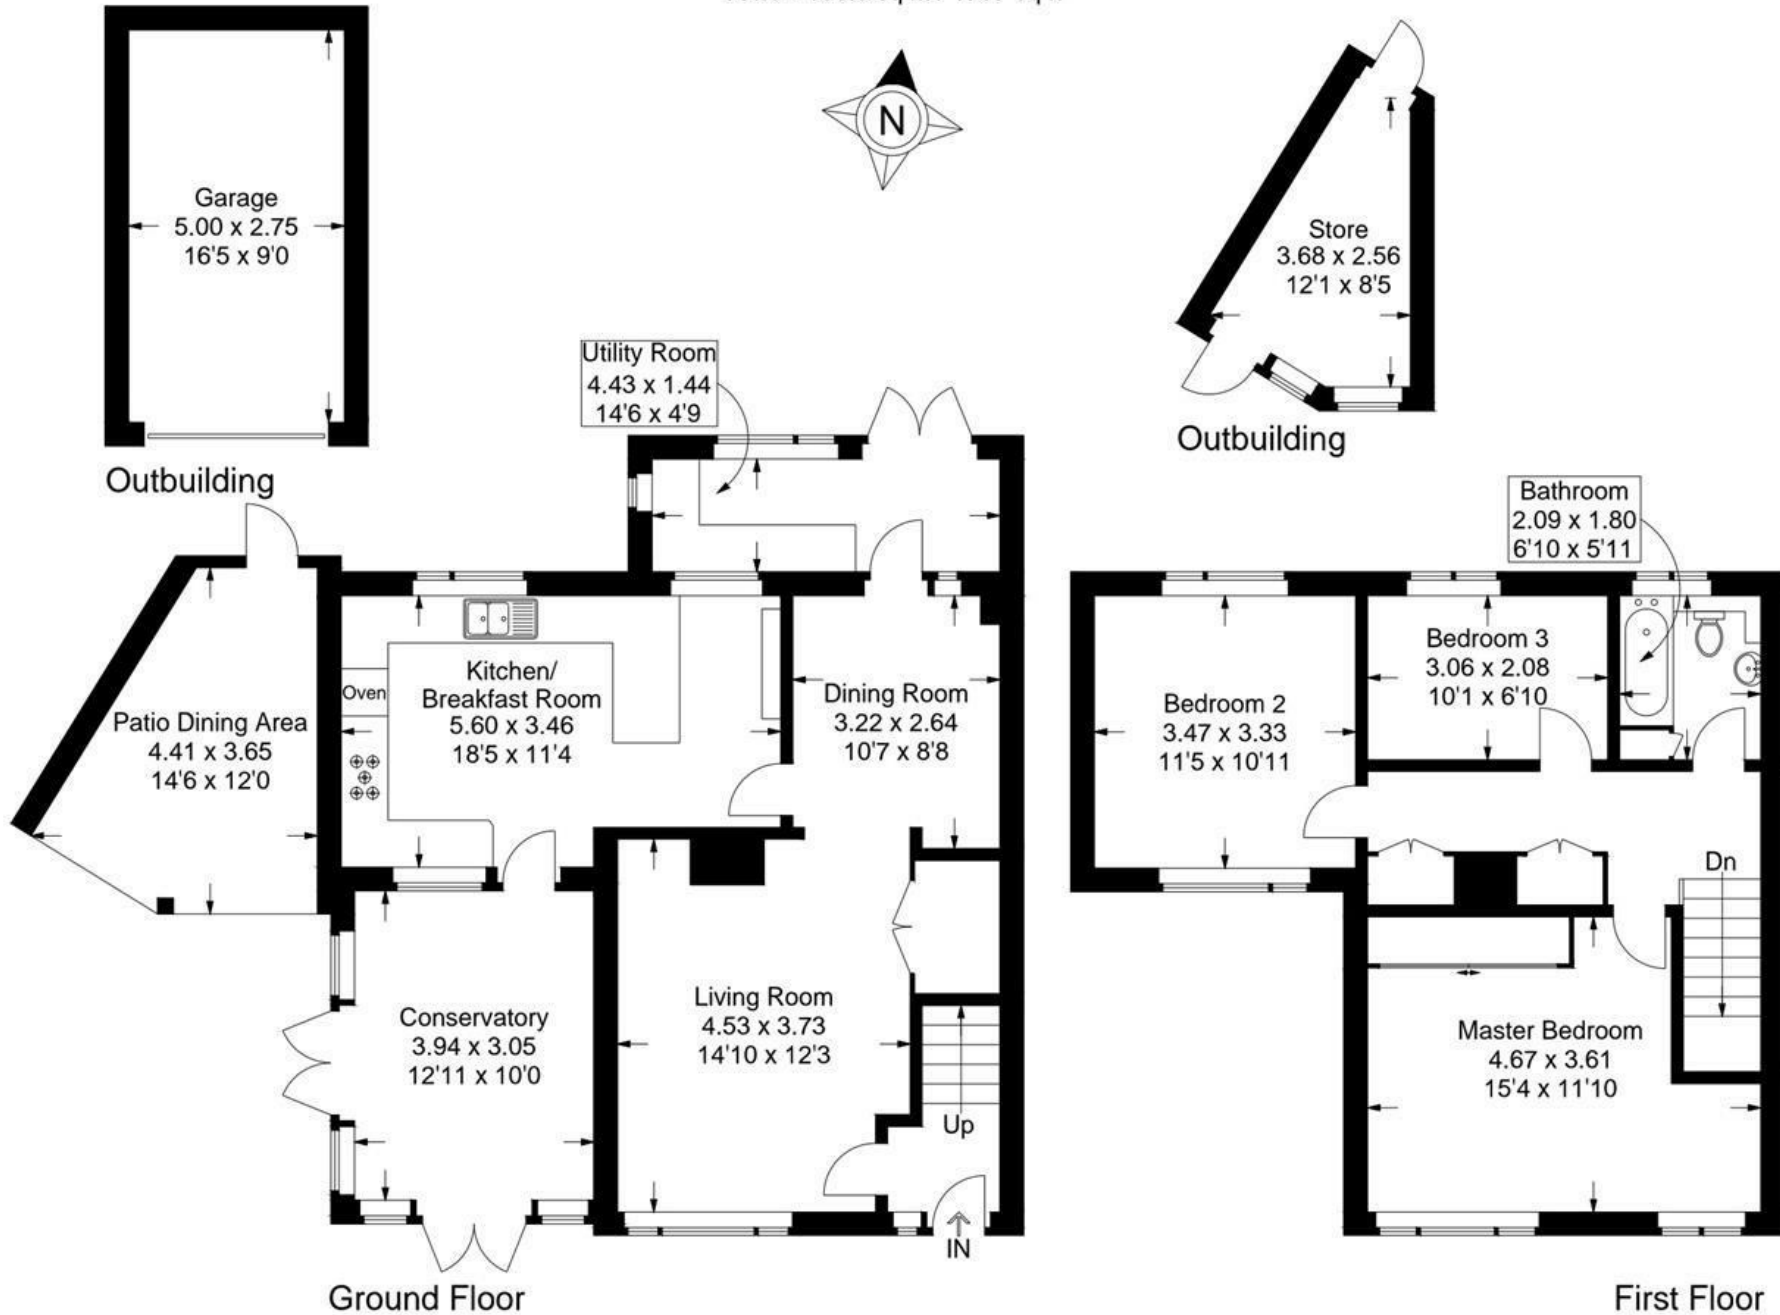 N
Garage
5.00 x 2.75
16'5 x 9'0
Outbuilding
Store
3.68 x 2.56
12'1 x 8'5
Outbuilding
Utility Room
4.43 x 1.44
14'6 x 4'9
Patio Dining Area
4.41 x 3.65
14'6 x 12'0
Oven
Kitchen/
Breakfast Room
5.60 x 3.46
18'5 x 11'4
Dining Room
3.22 x 2.64
10'7 x 8'8
Conservatory
3.94 x 3.05
12'11 x 10'0
Living Room
4.53 x 3.73
14'10 x 12'3
Up
IN
Ground Floor
Bathroom
2.09 x 1.80
6'10 x 5'11
Bedroom 2
3.47 x 3.33
11'5 x 10'11
Bedroom 3
3.06 x 2.08
10'1 x 6'10
Dn
Master Bedroom
4.67 x 3.61
15'4 x 11'10
First Floor